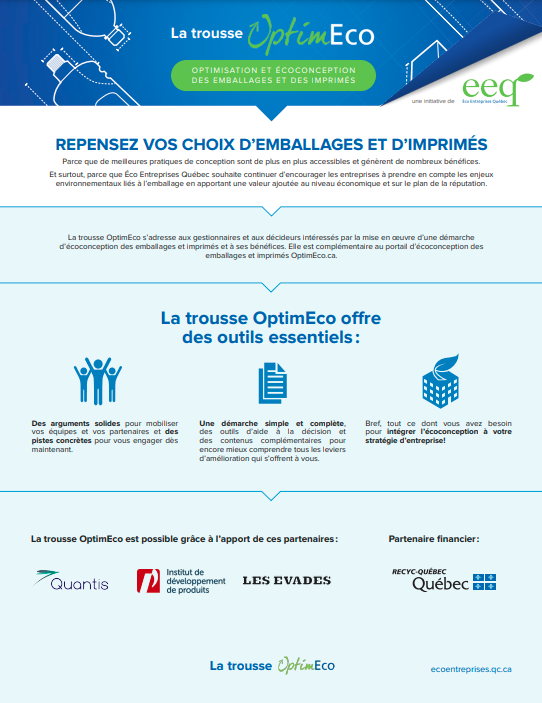 La trousse OptimEco
OPTIMISATION ET ÉCOCONCEPTION
DES EMBALLAGES ET DES IMPRIMÉS
une initiative de
eeq
Éco Entreprises Québec
REPENSEZ VOS CHOIX D’EMBALLAGES ET D’IMPRIMÉS
Parce que de meilleures pratiques de conception sont de plus en plus accessibles et génèrent de nombreux bénéfices.
Et surtout, parce que Éco Entreprises Québec souhaite continuer d’encourager les entreprises à prendre en compte les enjeux
environnementaux liés à l’emballage en apportant une valeur ajoutée au niveau économique et sur le plan de la réputation.
La trousse OptimEco s’adresse aux gestionnaires et aux décideurs intéressés par la mise en œuvre d’une démarche
d’écoconception des emballages et imprimés et à ses bénéfices. Elle est complémentaire au portail d’écoconception des
emballages et imprimés OptimEco.ca.
La trousse OptimEco offre
des outils essentiels :
Des arguments solides pour mobiliser
vos équipes et vos partenaires et des
pistes concrètes pour vous engager dès
maintenant.
Une démarche simple et complète,
des outils d’aide à la décision et
des contenus complémentaires pour
encore mieux comprendre tous les leviers
d’amélioration qui s’offrent à vous.
Bref, tout ce dont vous avez besoin
pour intégrer l’écoconception à votre
stratégie d’entreprise!
La trousse OptimEco est possible grâce à l’apport de ces partenaires :
Partenaire financier :
Quantis
Institut de
développement
de produits
LES EVADES
RECYC-QUÉBEC
Québec
La trousse OptimEco
ecoentreprises.qc.ca